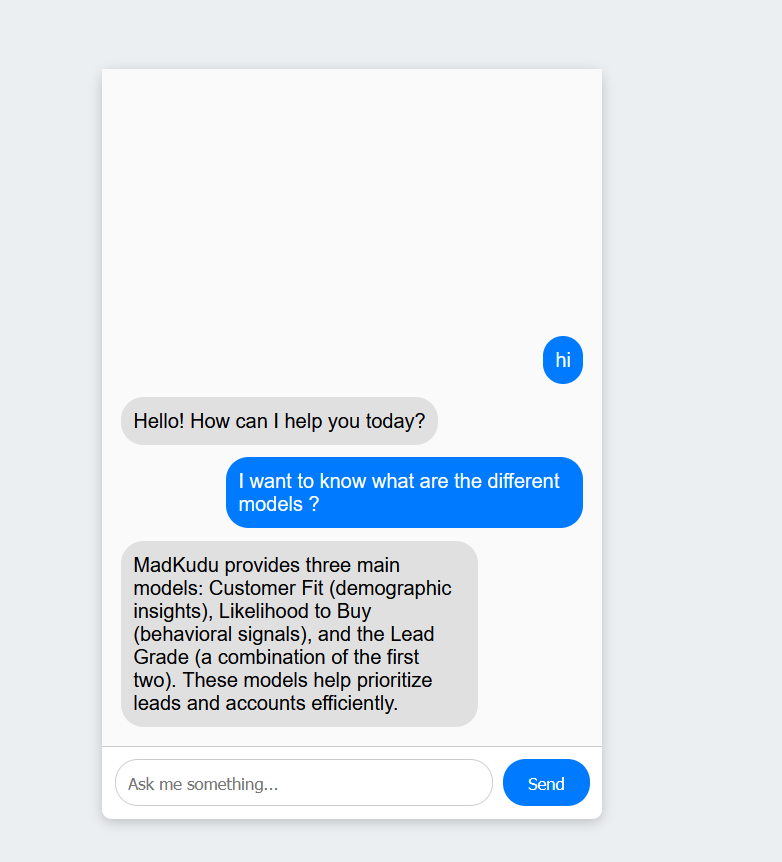 hi
Hello! How can I help you today?
I want to know what are the different
models ?
MadKudu provides three main
models: Customer Fit (demographic
insights), Likelihood to Buy
(behavioral signals), and the Lead
Grade (a combination of the first
two). These models help prioritize
leads and accounts efficiently.
Ask me something...
Send